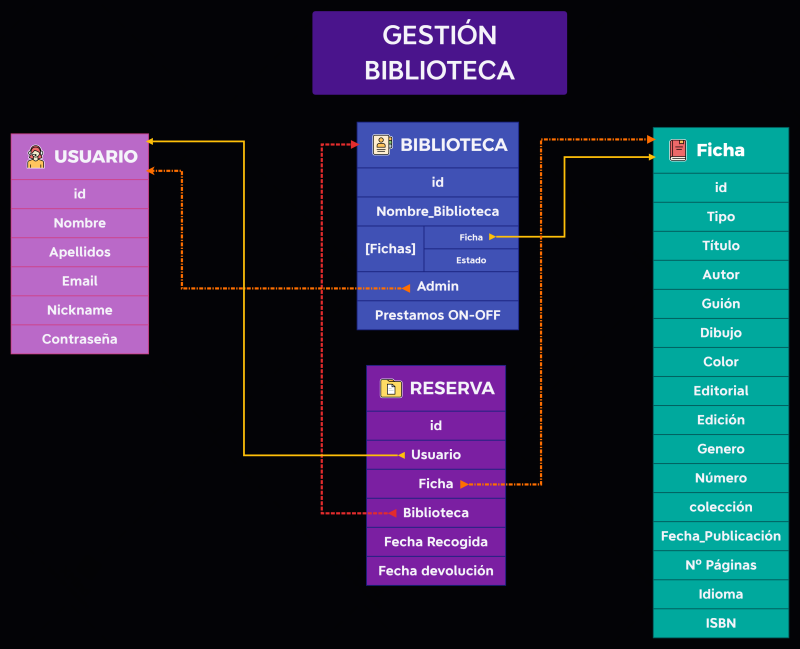 GESTIÓN
BIBLIOTECA
USUARIO
id
Nombre
Apellidos
Email
Nickname
Contraseña
BIBLIOTECA
id
Nombre_Biblioteca
[Fichas]
Ficha
Estado
Admin
Prestamos ON-OFF
RESERVA
id
Usuario
Ficha
Biblioteca
Fecha Recogida
Fecha devolución
Ficha
id
Tipo
Título
Autor
Guión
Dibujo
Color
Editorial
Edición
Genero
Número
colección
Fecha_Publicación
Nº Páginas
Idioma
ISBN